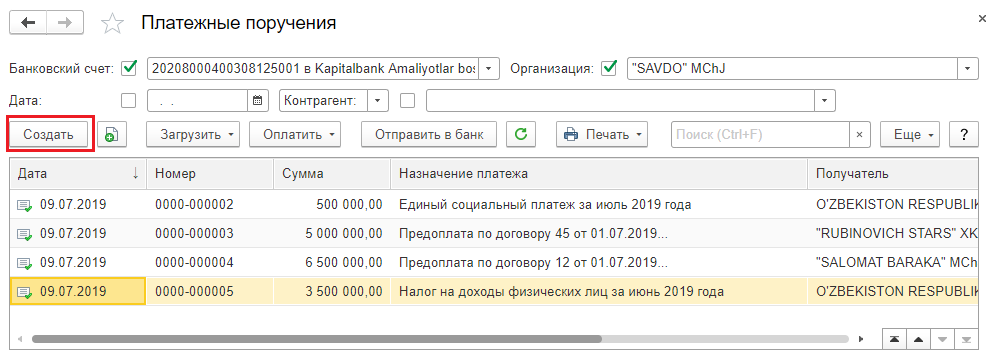 Платежные поручения
Банковский счет: 20208000400308125001 в Kapitalbank Amaliyotlar bos Организация: "SAVDO" MChJ
Дата: . . Контрагент:
Создать Загрузить Оплатить Отправить в банк Печать Поиск (Ctrl+F) × Еще ?
Дата ↓ Номер Сумма Назначение платежа Получатель
09.07.2019 0000-000002 500 000,00 Единый социальный платеж за июль 2019 года O'ZBEKISTON RESPUBLIK
09.07.2019 0000-000003 5 000 000,00 Предоплата по договору 45 от 01.07.2019... "RUBINOVICH STARS" XK
09.07.2019 0000-000004 6 500 000,00 Предоплата по договору 12 от 01.07.2019... "SALOMAT BARAKA" MCh
09.07.2019 0000-000005 3 500 000,00 Налог на доходы физических лиц за июнь 2019 года O'ZBEKISTON RESPUBLIK